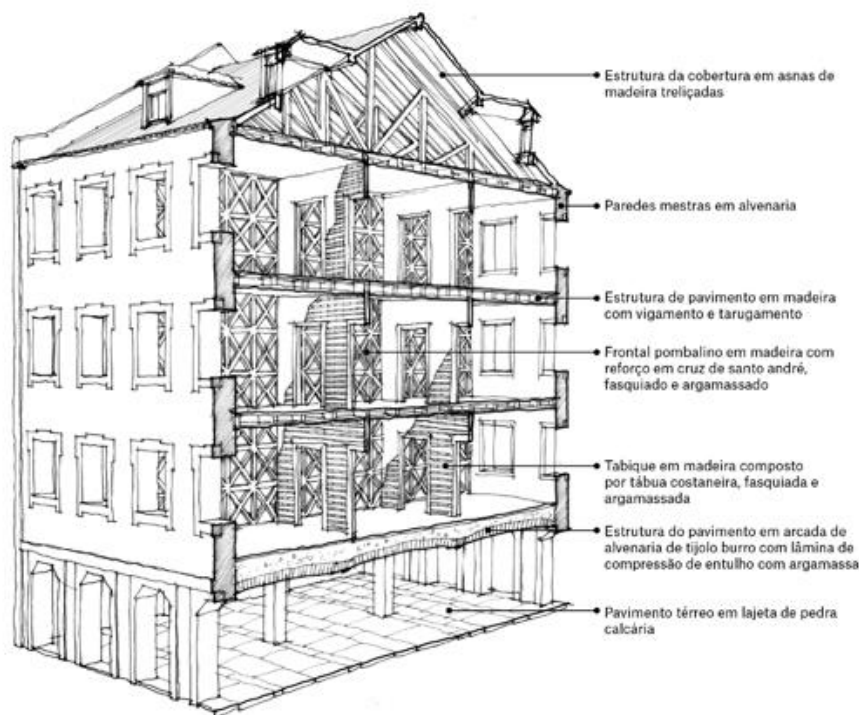 Estrutura da cobertura em asnas de
madeira treliçadas
Paredes mestras em alvenaria
Estrutura de pavimento em madeira
com vigamento e tarugamento
Frontal pombalino em madeira com
reforço em cruz de santo andré,
fasquiado e argamassado
Tabique em madeira composto
por tábua costaneira, fasquiada e
argamassada
Estrutura do pavimento em arcada de
alvenaria de tijolo burro com lâmina de
compressão de entulho com argamassa
Pavimento térreo em lajeta de pedra
calcária